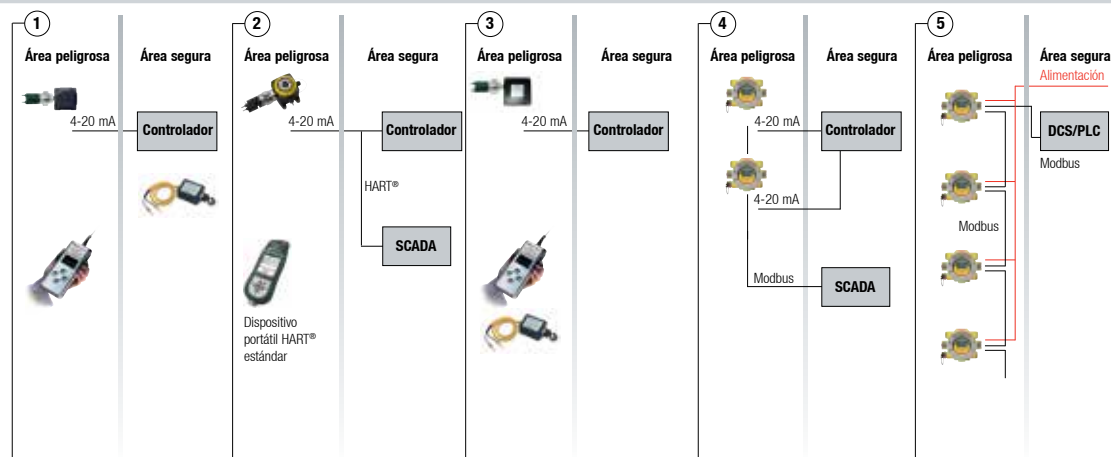 1
Área peligrosa
Área segura
4-20 mA
Controlador
2
Área peligrosa
Área segura
4-20 mA
Controlador
HART®
SCADA
Dispositivo
portátil HART®
estándar
3
Área peligrosa
Área segura
4-20 mA
Controlador
4
Área peligrosa
Área segura
4-20 mA
Controlador
4-20 mA
Modbus
SCADA
5
Área peligrosa
Área segura
Alimentación
DCS/PLC
Modbus
Modbus